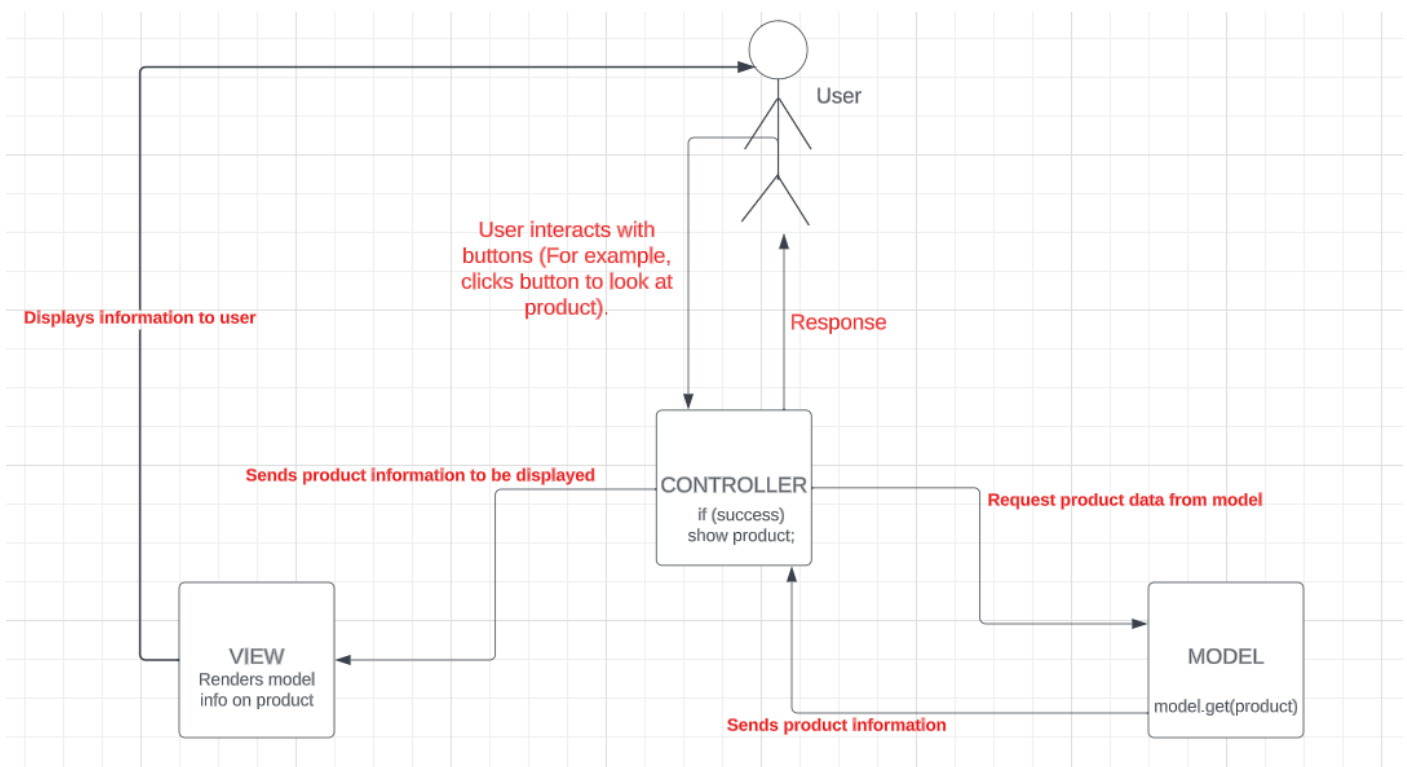 User
User interacts with
buttons (For example,
clicks button to look at
product).
Displays information to user
Response
Sends product information to be displayed
CONTROLLER
if (success)
show product;
Request product data from model
VIEW
Renders model
info on product
MODEL
model.get(product)
Sends product information